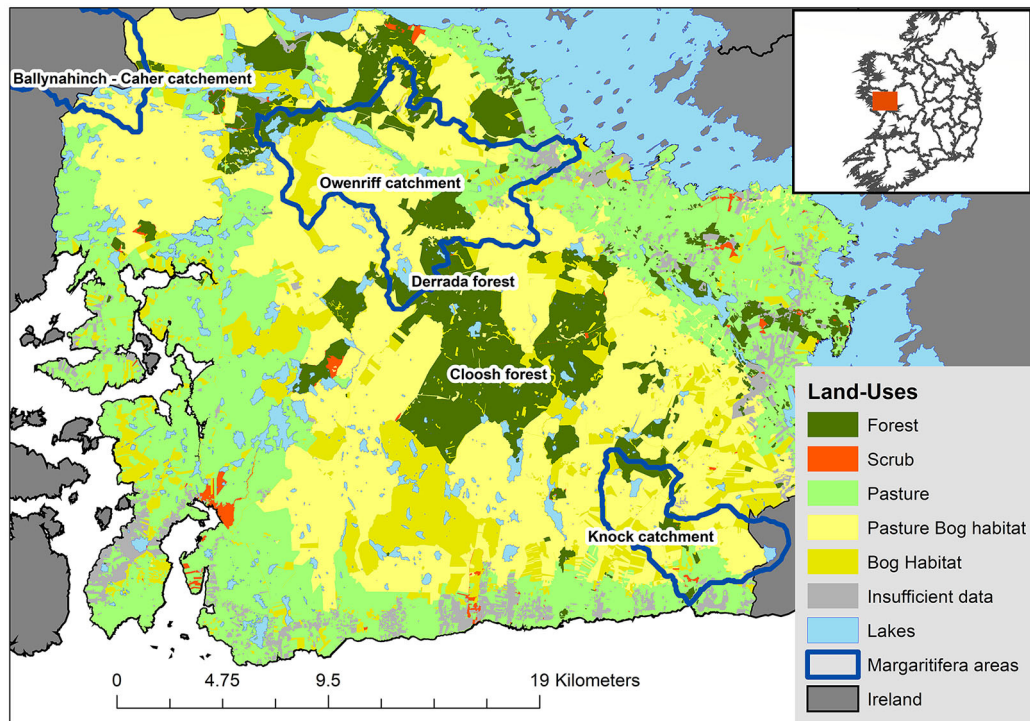 Ballynahinch - Caher catchement
Owenriff catchment
Derrada forest
Cloosh forest
Knock catchment
0 4.75 9.5 19 Kilometers
Land-Uses
Forest
Scrub
Pasture
Pasture Bog habitat
Bog Habitat
Insufficient data
Lakes
Margaritifera areas
Ireland